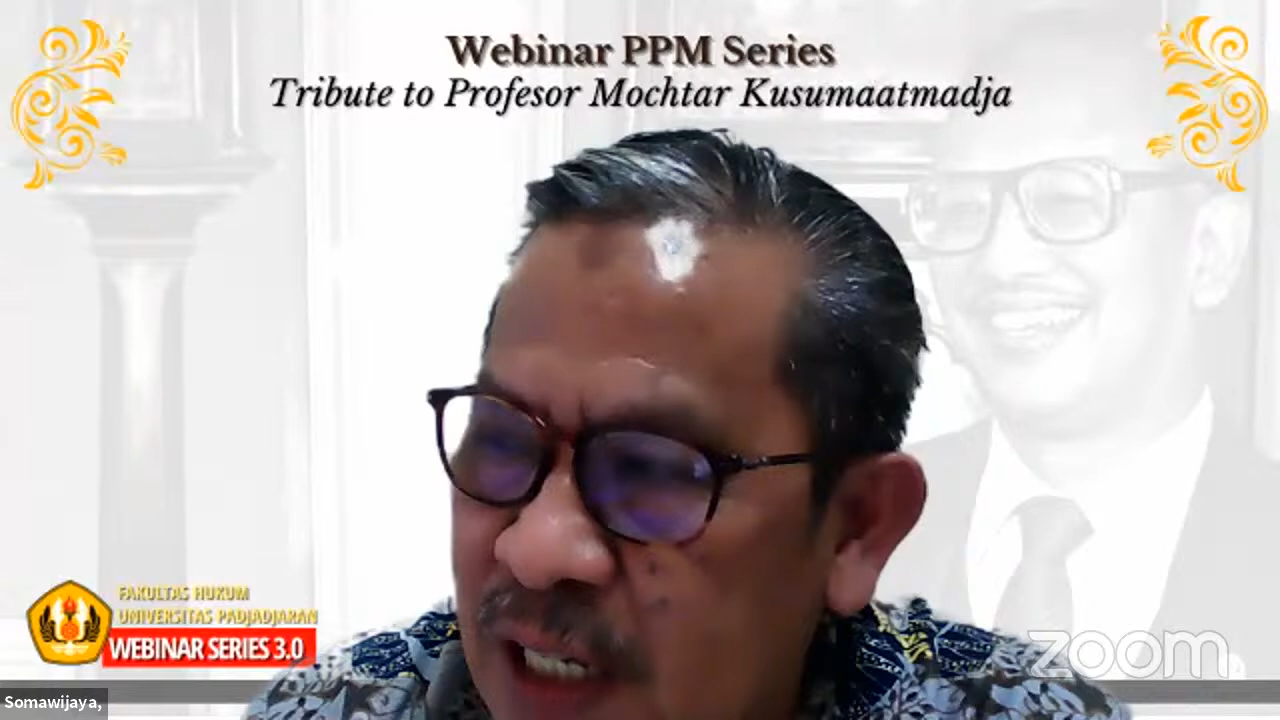 Webinar PPM Series
Tribute to Profesor Mochtar Kusumaatmadja
FAKULTAS HUKUM
UNIVERSITAS PADJADJARAN
WEBINAR SERIES 3.0
zoom
Somawijaya,